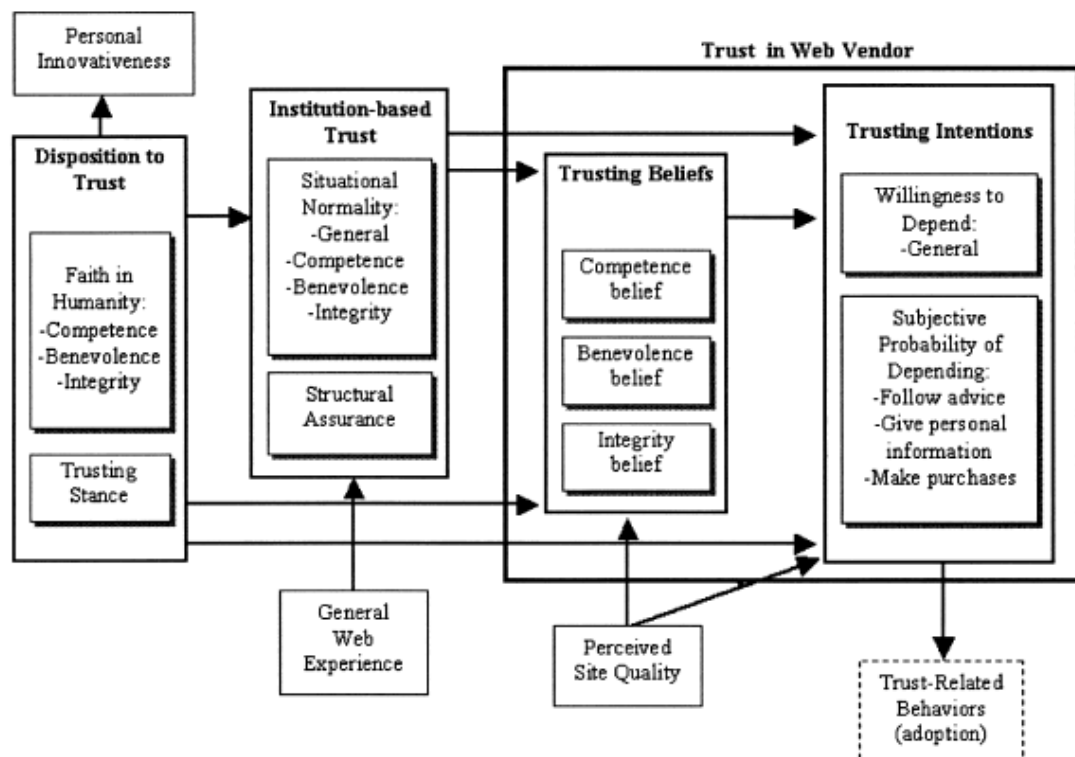 Personal
Innovativeness
Disposition to
Trust
Faith in
Humanity:
-Competence
-Benevolence
-Integrity
Trusting
Stance
Institution-based
Trust
Situational
Normality:
-General
-Competence
-Benevolence
-Integrity
Structural
Assurance
General
Web
Experience
Trust in Web Vendor
Trusting Beliefs
Competence
belief
Benevolence
belief
Integrity
belief
Perceived
Site Quality
Trusting Intentions
Willingness to
Depend:
-General
Subjective
Probability of
Depending:
-Follow advice
-Give personal
information
-Make purchases
Trust-Related
Behaviors
(adoption)